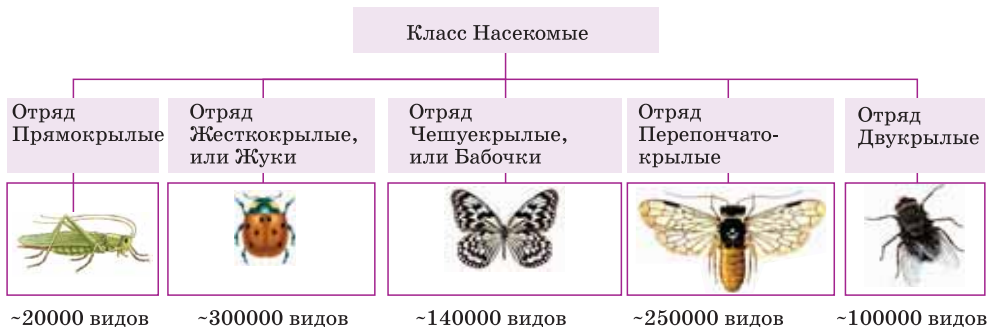 Класс Насекомые
Отряд
Прямокрылые
Отряд
Жесткокрылые,
или Жуки
Отряд
Чешуекрылые,
или Бабочки
Отряд
Перепончато-
крылые
Отряд
Двукрылые
~20000 видов
~300000 видов
~140000 видов
~250000 видов
~100000 видов